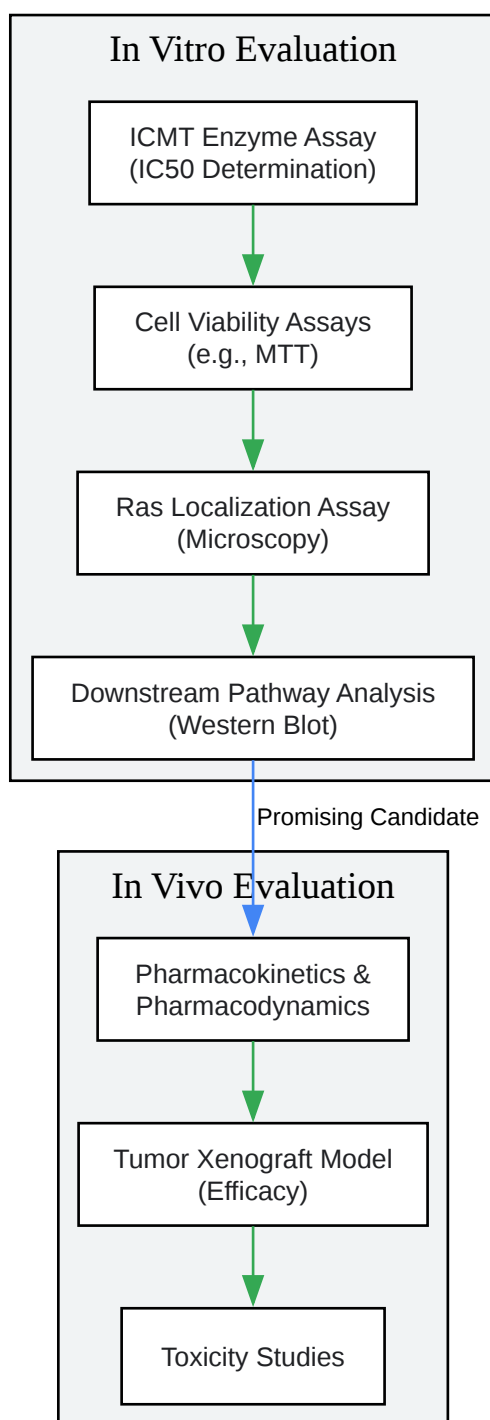 In Vitro Evaluation
ICMT Enzyme Assay
(IC50 Determination)
Cell Viability Assays
(e.g., MTT)
Ras Localization Assay
(Microscopy)
Downstream Pathway Analysis
(Western Blot)
Promising Candidate
In Vivo Evaluation
Pharmacokinetics &
Pharmacodynamics
Tumor Xenograft Model
(Efficacy)
Toxicity Studies